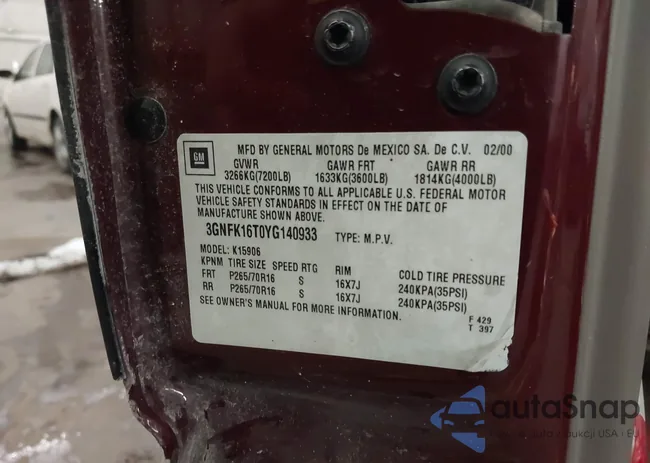 GM
MFD BY GENERAL MOTORS De MEXICO SA. De C.V. 02/00
GVWR GAWR FRT GAWR RR
3266KG(7200LB) 1633KG(3600LB) 1814KG(4000LB)
THIS VEHICLE CONFORMS TO ALL APPLICABLE U.S. FEDERAL MOTOR
VEHICLE SAFETY STANDARDS IN EFFECT ON THE DATE OF
MANUFACTURE SHOWN ABOVE.
3GNFK16T0YG140933 TYPE: M.P.V.
MODEL: K15906
KPNM TIRE SIZE SPEED RTG RIM COLD TIRE PRESSURE
FRT P265/70R16 S 16X7J 240KPA(35PSI)
RR P265/70R16 S 16X7J 240KPA(35PSI)
SEE OWNER'S MANUAL FOR MORE INFORMATION.
F 429
T 397
autaSnap
auta z aukcji USA i EU